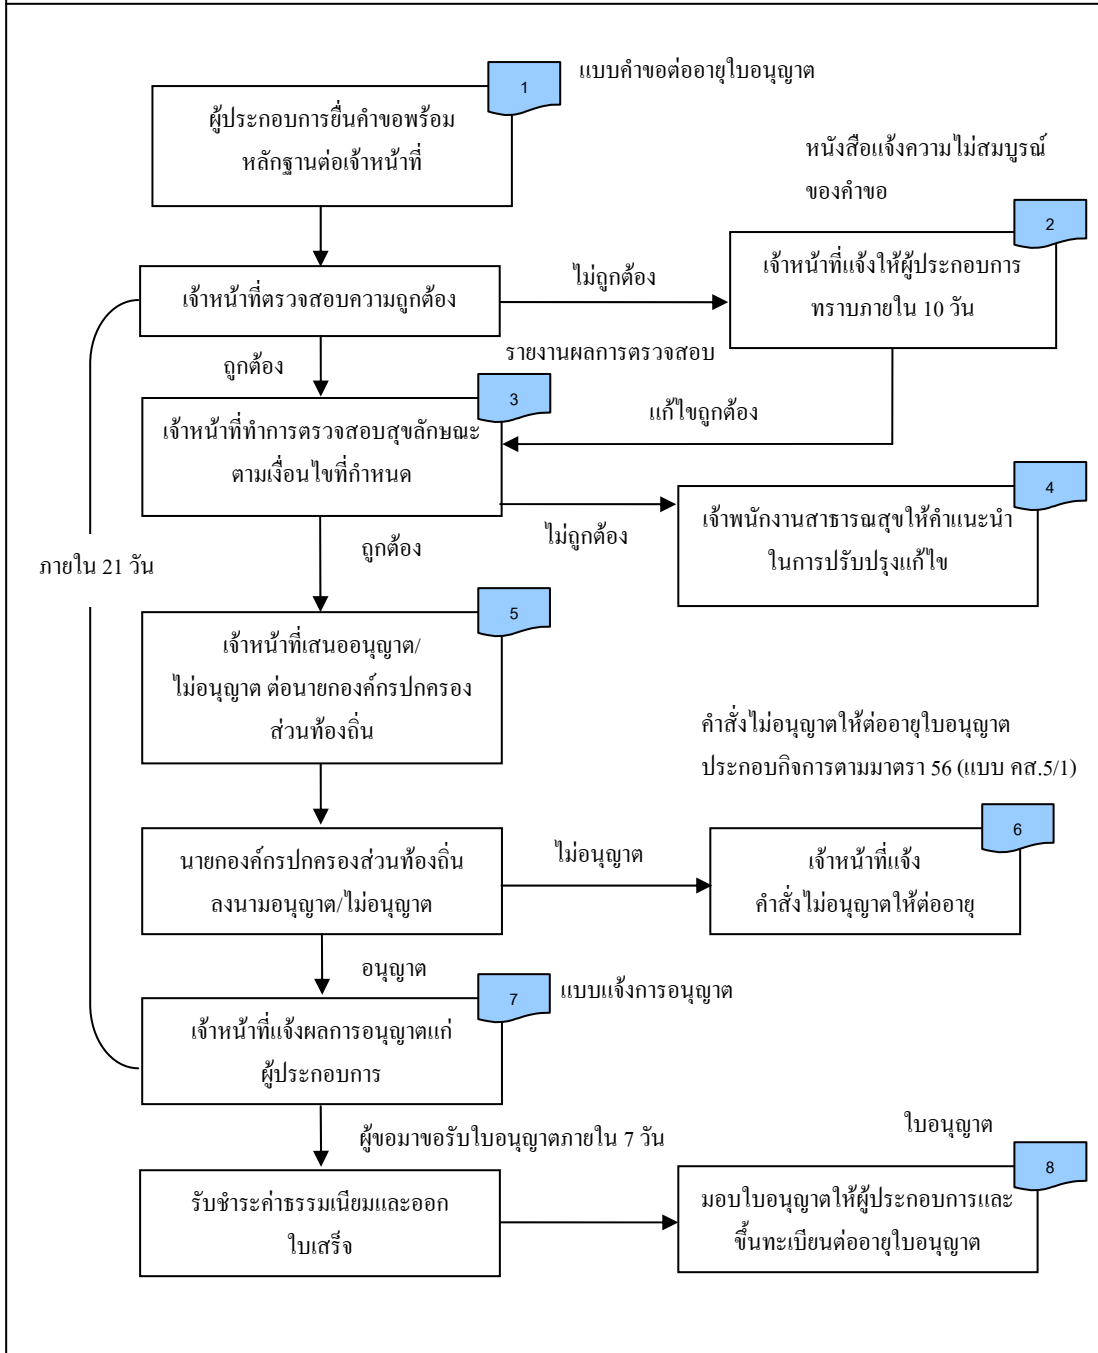 แบบคำขอต่ออายุใบอนุญาต
1
ผู้ประกอบการยื่นคำขอพร้อม
หลักฐานต่อเจ้าหน้าที่
หนังสือแจ้งความไม่สมบูรณ์
ของคำขอ
2
เจ้าหน้าที่แจ้งให้ผู้ประกอบการ
ทราบภายใน 10 วัน
ไม่ถูกต้อง
เจ้าหน้าที่ตรวจสอบความถูกต้อง
ถูกต้อง
รายงานผลการตรวจสอบ
3
แก้ไขถูกต้อง
เจ้าหน้าที่ทำการตรวจสอบสุขลักษณะ
ตามเงื่อนไขที่กำหนด
4
เจ้าพนักงานสาธารณสุขให้คำแนะนำ
ในการปรับปรุงแก้ไข
ไม่ถูกต้อง
ถูกต้อง
ภายใน 21 วัน
5
เจ้าหน้าที่เสนออนุญาต/
ไม่อนุญาต ต่อนายกองค์กรปกครอง
ส่วนท้องถิ่น
คำสั่งไม่อนุญาตให้ต่ออายุใบอนุญาต
ประกอบกิจการตามมาตรา 56 (แบบ คส.5/1)
6
นายกองค์กรปกครองส่วนท้องถิ่น
ลงนามอนุญาต/ไม่อนุญาต
ไม่อนุญาต
เจ้าหน้าที่แจ้ง
คำสั่งไม่อนุญาตให้ต่ออายุ
อนุญาต
7
แบบแจ้งการอนุญาต
เจ้าหน้าที่แจ้งผลการอนุญาตแก่
ผู้ประกอบการ
ผู้ขอมาขอรับใบอนุญาตภายใน 7 วัน
ใบอนุญาต
8
รับชำระค่าธรรมเนียมและออก
ใบเสร็จ
มอบใบอนุญาตให้ผู้ประกอบการและ
ขึ้นทะเบียนต่ออายุใบอนุญาต